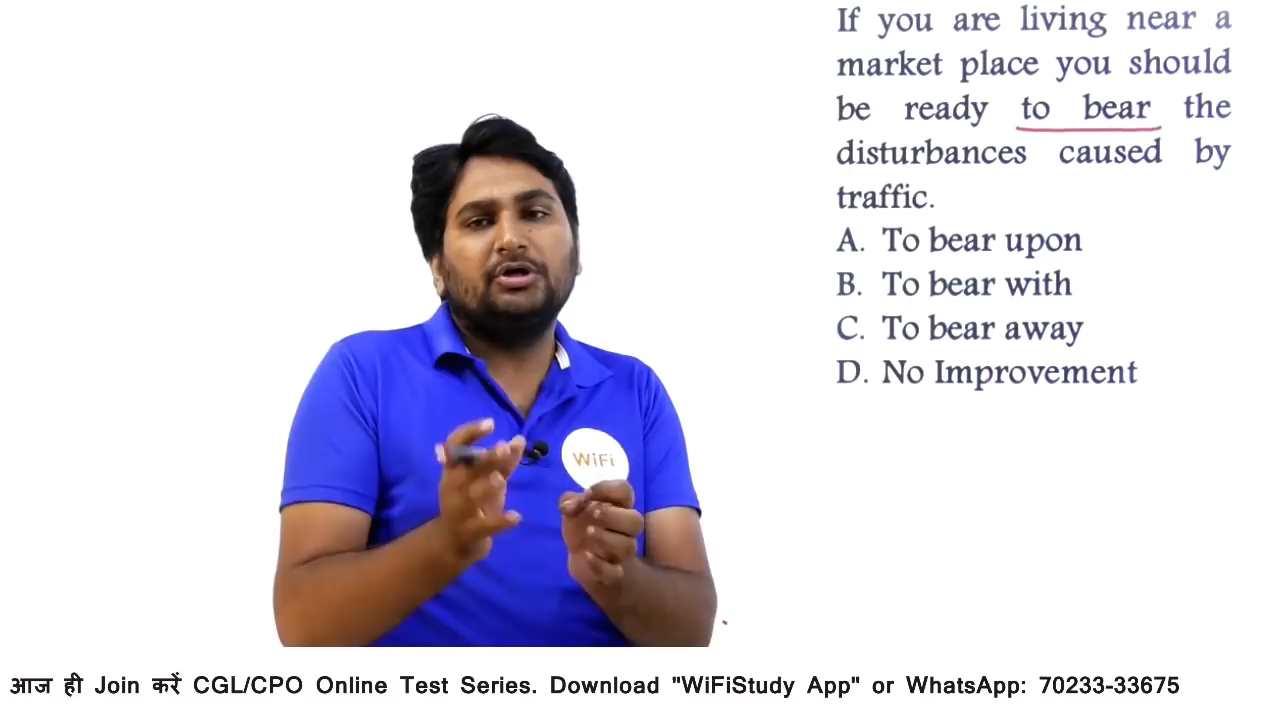 If you are living near a
market place you should
be ready to bear the
disturbances caused by
traffic.
A. To bear upon
B. To bear with
C. To bear away
D. No Improvement
WiFi
आज ही Join करें CGL/CPO Online Test Series. Download "WiFiStudy App" or WhatsApp: 70233-33675